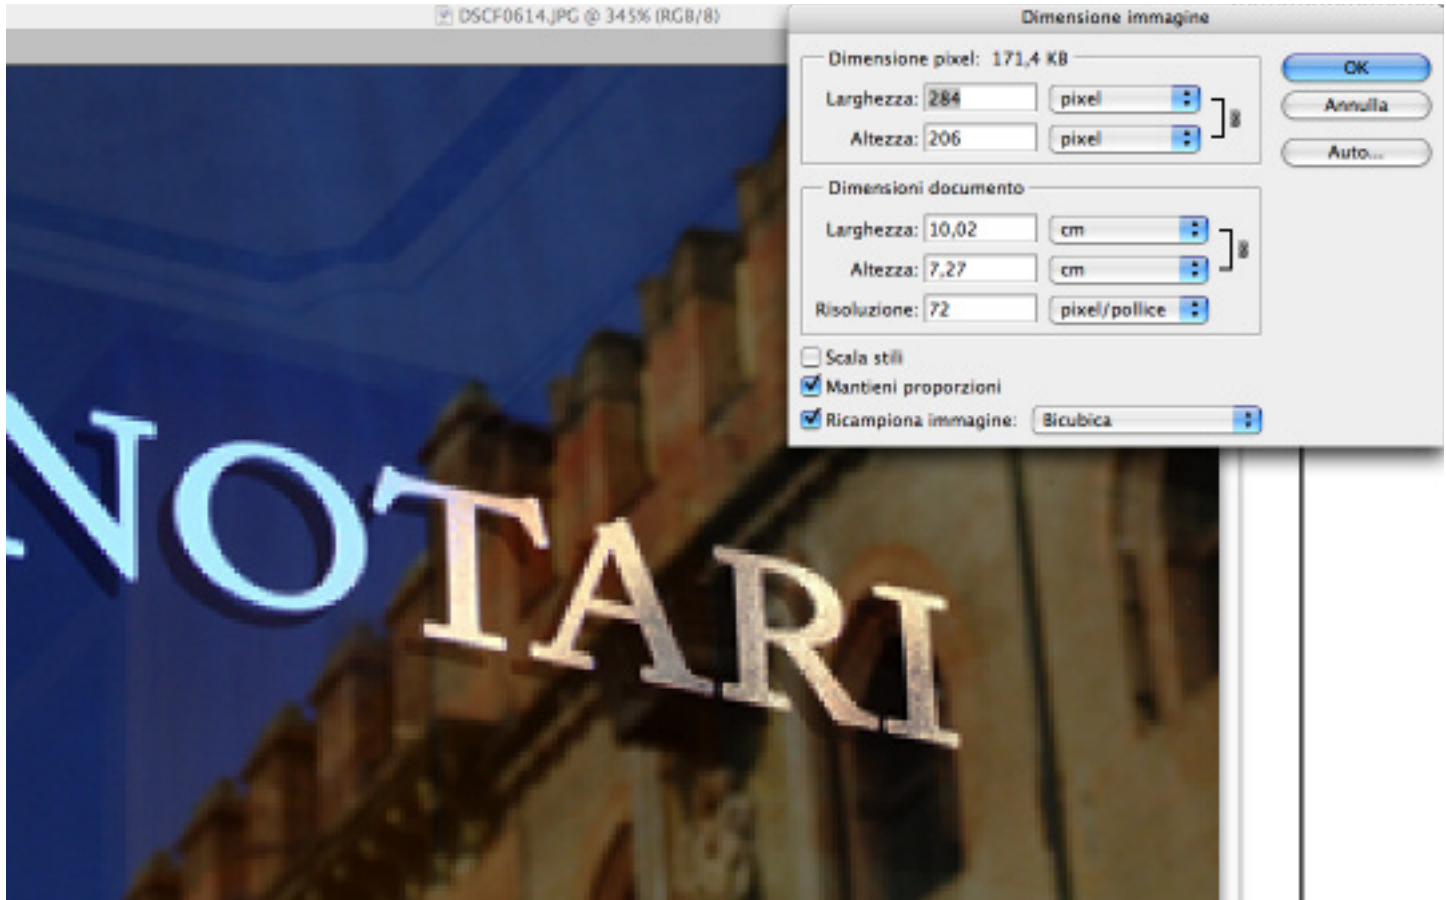 DSCF0614.JPG @ 345% (RGB/8)
Dimensione immagine
Dimensione pixel: 171,4 KB
Larghezza: 284 pixel
Altezza: 206 pixel
OK
Annulla
Auto...
Dimensioni documento
Larghezza: 10,02 cm
Altezza: 7,27 cm
Risoluzione: 72 pixel/pollice
Scala stili
Mantieni proporzioni
Ricampiona immagine: Bicubica
NOTARI